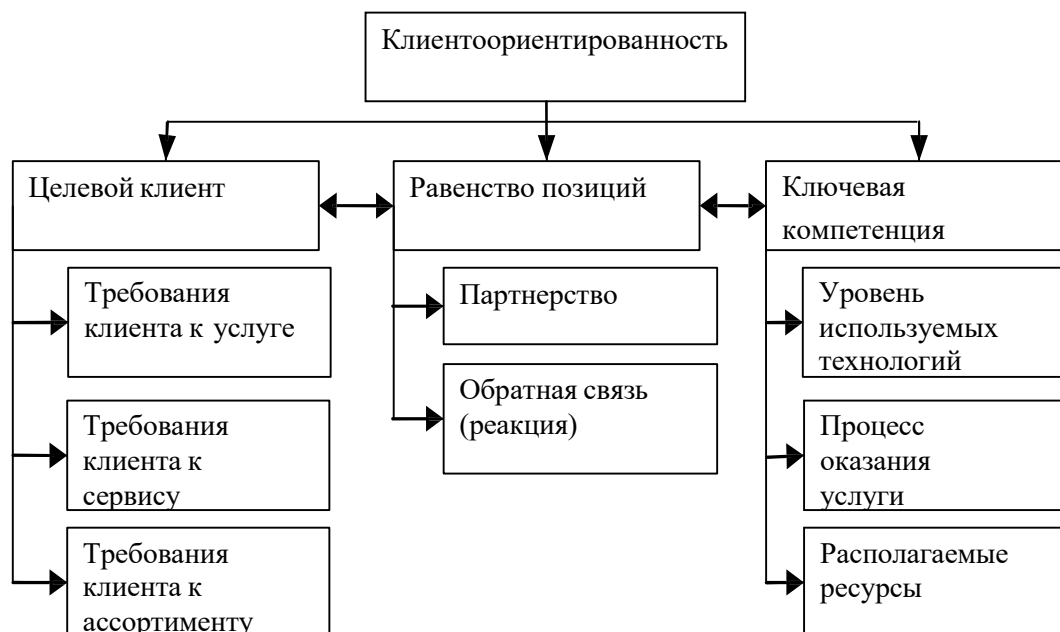 Клиентоориентированность
Целевой клиент
Равенство позиций
Ключевая
компетенция
Требования
клиента к услуге
Партнерство
Уровень
используемых
технологий
Требования
клиента к
сервису
Обратная связь
(реакция)
Процесс
оказания
услуги
Требования
клиента к
ассортименту
Располагаемые
ресурсы